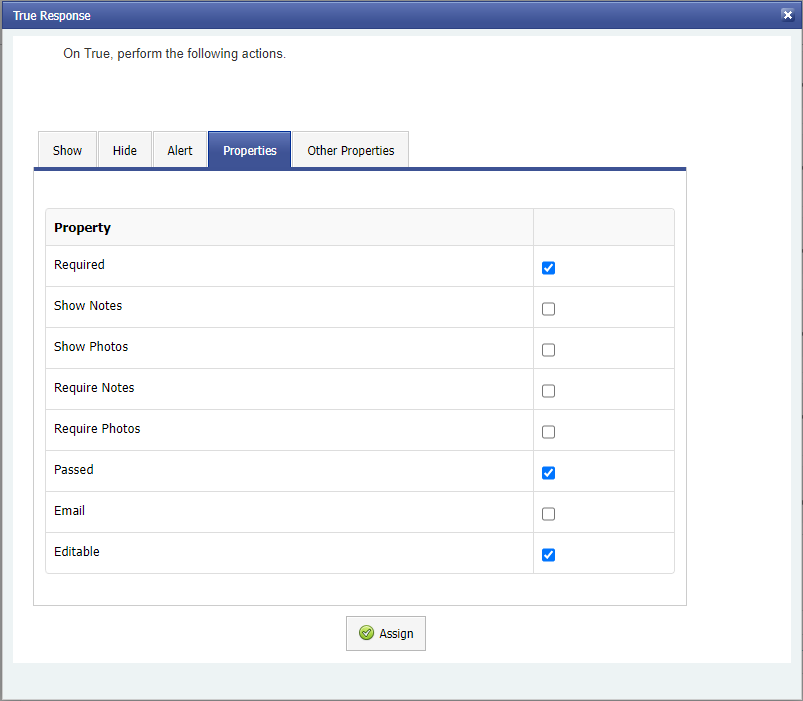 True Response
On True, perform the following actions.
Show Hide Alert Properties Other Properties
Property
Required
Show Notes
Show Photos
Require Notes
Require Photos
Passed
Email
Editable
Assign